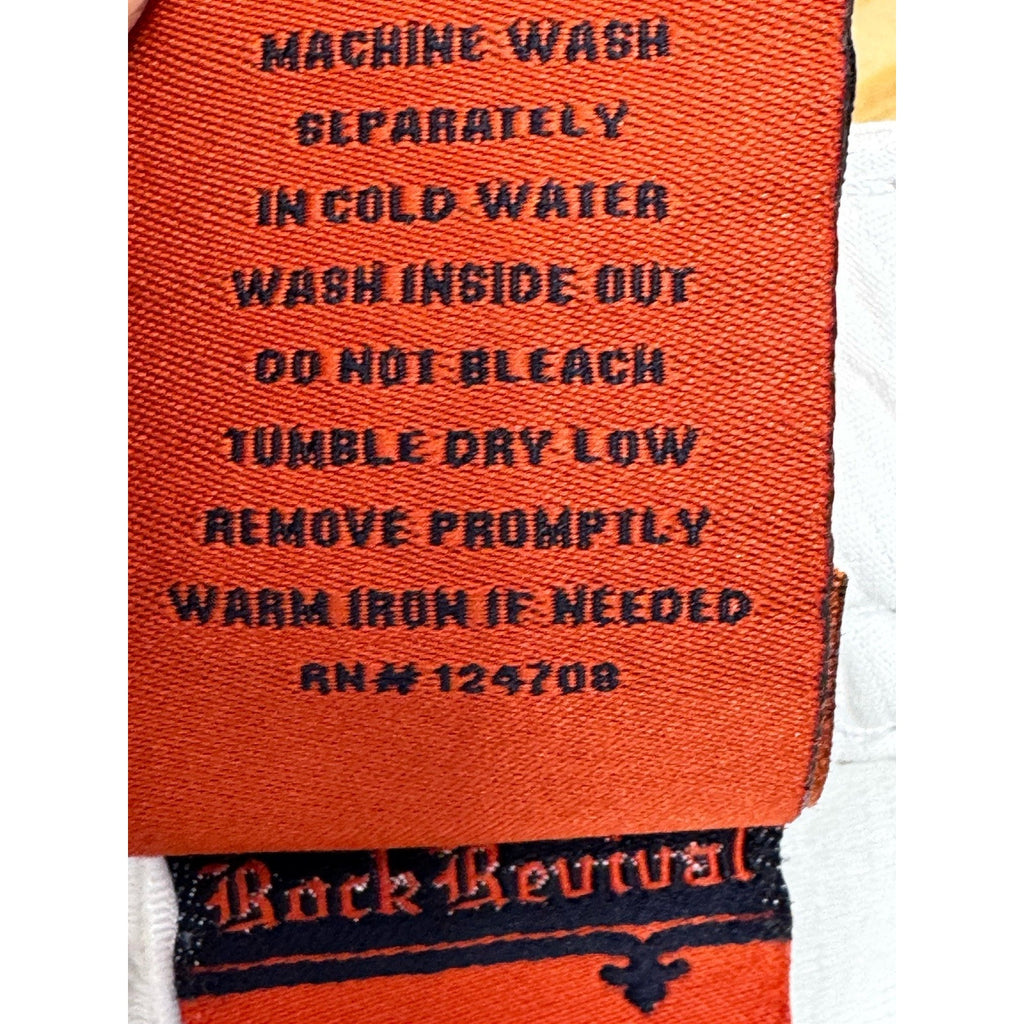 MACHINE WASH
SEPARATELY
IN COLD WATER
WASH INSIDE OUT
DO NOT BLEACH
TUMBLE DRY LOW
REMOVE PROMPTLY
WARM IRON IF NEEDED
RN# 124708
Rock Revival